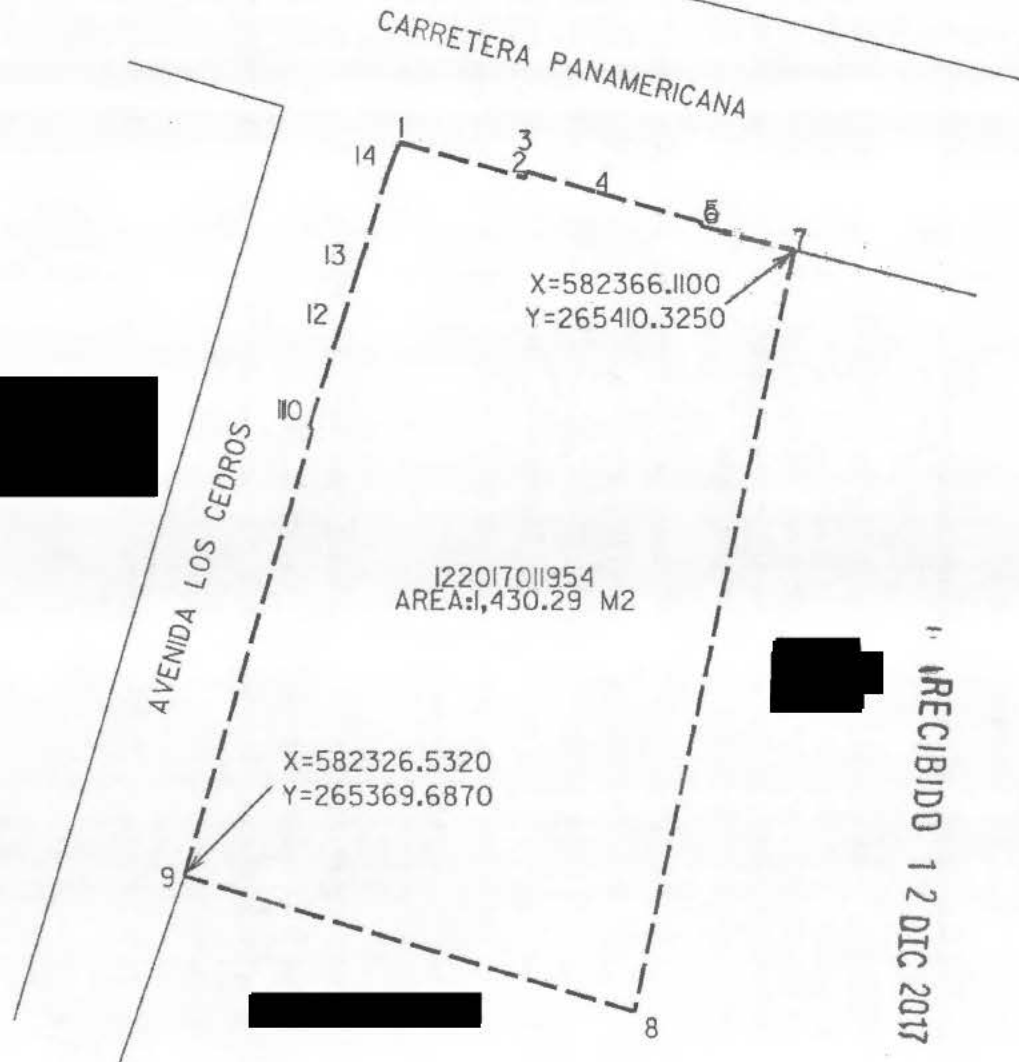 CARRETERA PANAMERICANA
1
14
3
2
4
5
6
7
13
X=582366.1100
Y=265410.3250
12
10
AVENIDA LOS CEDROS
122017011954
AREA:1,430.29 M2
RECIBIDO 12 DIC 2017
X=582326.5320
Y=265369.6870
9
8